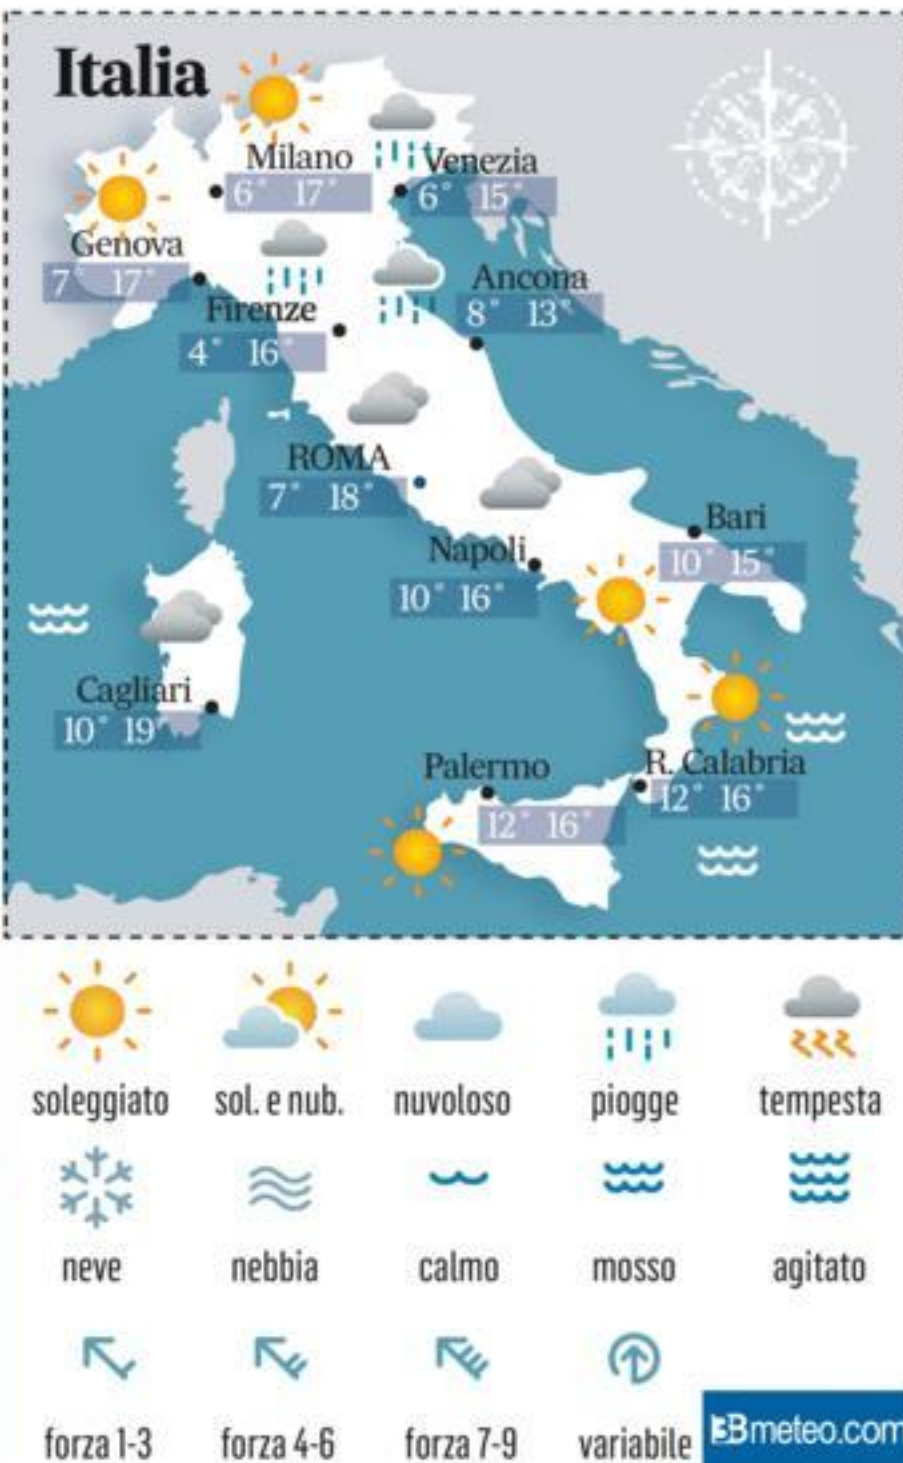 Italia
Milano
6° 17°
Venezia
6° 15°
Genova
7° 17°
Firenze
4° 16°
Ancona
8° 13°
ROMA
7° 18°
Napoli
10° 16°
Bari
10° 15°
Cagliari
10° 19°
Palermo
12° 16°
R. Calabria
12° 16°
soleggiato
sol. e nub.
nuvoloso
piogge
tempesta
neve
nebbia
calmo
mosso
agitato
forza 1-3
forza 4-6
forza 7-9
variabile
3Bmeteo.com